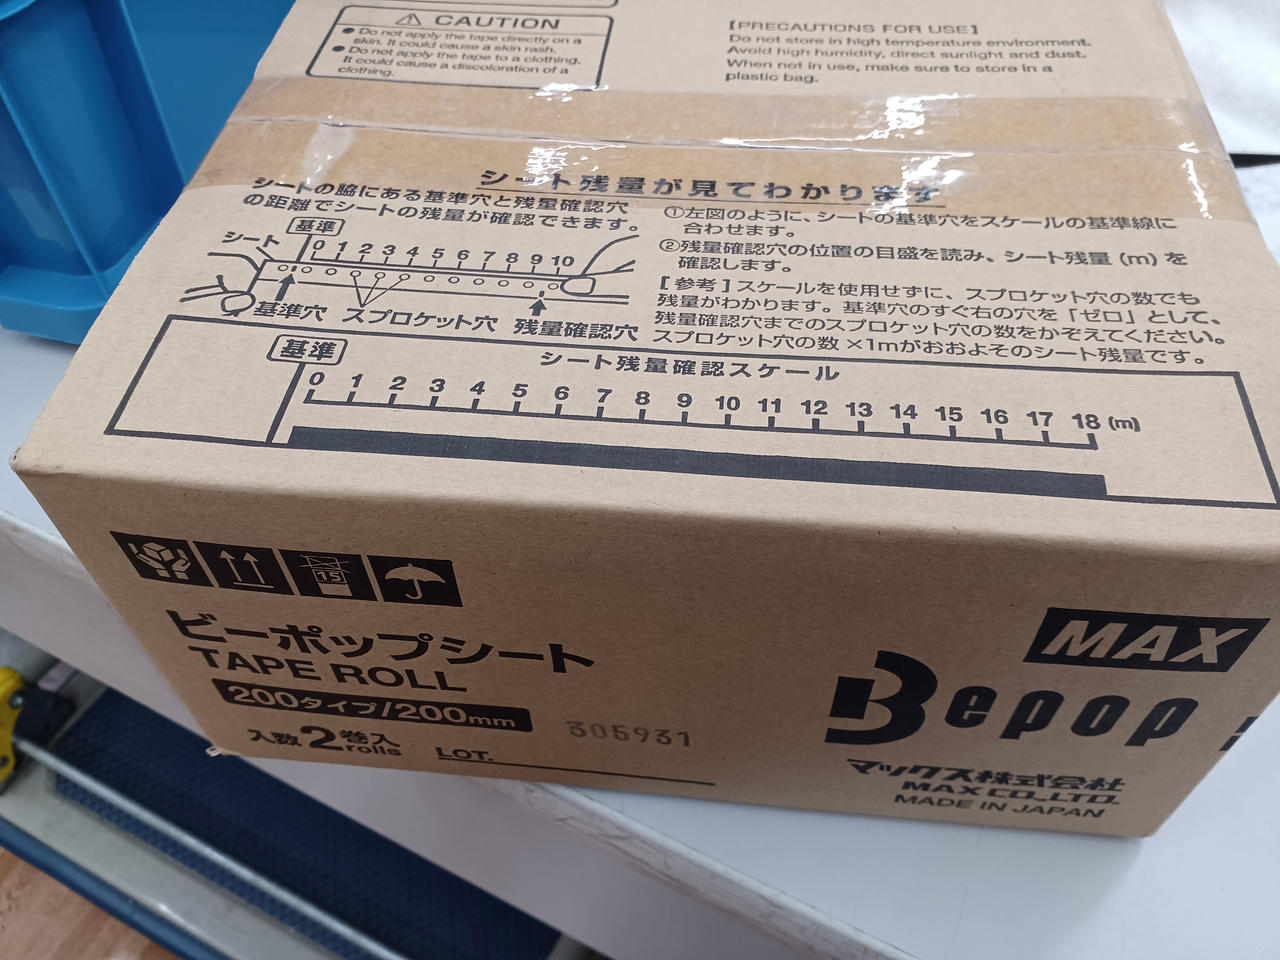 CAUTION
● Do not apply the tape directly on a
skin. It could cause a skin rash.
● Do not apply the tape to a clothing.
It could cause a discoloration of a
clothing.
【PRECAUTIONS FOR USE】
Do not store in high temperature environment.
Avoid high humidity, direct sunlight and dust.
When not in use, make sure to store in a
plastic bag.
シート残量が見てわかります
シートの脇にある基準穴と残量確認穴
の距離でシートの残量が確認できます。
基準
シート
0 1 2 3 4 5 6 7 8 9 10
基準穴 スプロケット穴 残量確認穴
①左図のように、シートの基準穴をスケールの基準線に
合わせます。
②残量確認穴の位置の目盛を読み、シート残量 (m) を
確認します。
[参考] スケールを使用せずに、スプロケット穴の数でも
残量がわかります。基準穴のすぐ右の穴を「ゼロ」として、
残量確認穴までのスプロケット穴の数をかぞえてください。
スプロケット穴の数×1mがおおよそのシート残量です。
基準
シート残量確認スケール
0 1 2 3 4 5 6 7 8 9 10 11 12 13 14 15 16 17 18 (m)
15
ビーポップシート
TAPE ROLL
200タイプ/200mm
入数2巻入
rolls
LOT.
305931
MAX
Bepop
マックス株式会社
MAX CO.,LTD.
MADE IN JAPAN